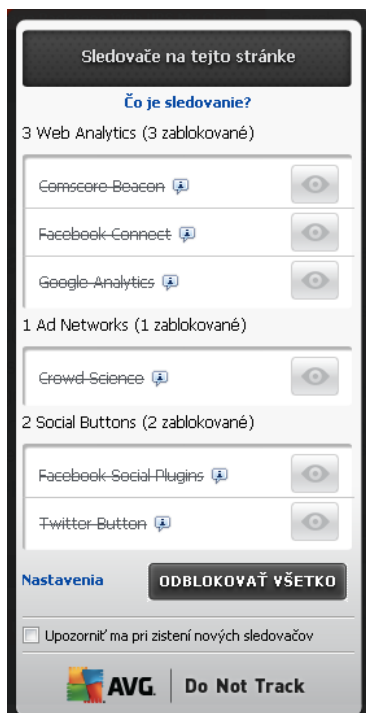 Sledovače na tejto stránke
Čo je sledovanie?
3 Web Analytics (3 zablokované)
Comscore Beacon
Facebook Connect
Google Analytics
1 Ad Networks (1 zablokované)
Crowd Science
2 Social Buttons (2 zablokované)
Facebook Social Plugins
Twitter Button
Nastavenia ODBLOKOVAŤ VŠETKO
Upozorniť ma pri zistení nových sledovačov
AVG. Do Not Track